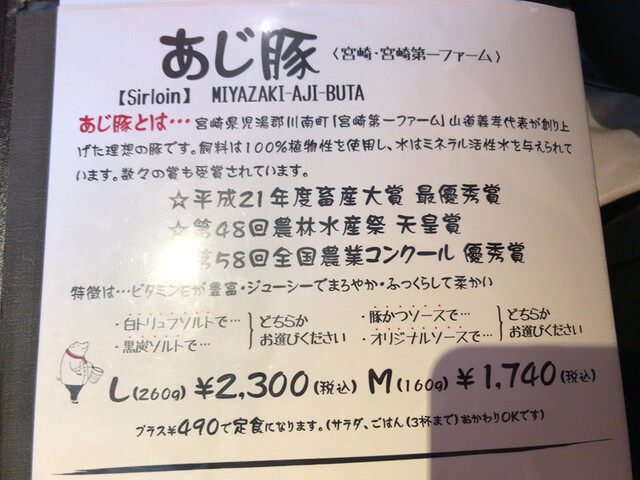 あじ豚 〈宮崎・宮崎第一ファーム〉
【Sirloin】 MIYAZAKI-AJI-BUTA
あじ豚とは… 宮崎県児湯郡川南町「宮崎第一ファーム」山道義孝代表が創り上
げた理想の豚です。飼料は100%植物性を使用し、水はミネラル活性水を与えられて
います。数々の賞も受賞されています。
☆平成21年度畜産大賞 最優秀賞
☆第48回農林水産祭 天皇賞
第58回全国農業コンクール 優秀賞
特徴は…ビタミンEが豊富・ジューシーでまろやか・ふっくらして柔かい
・白トリュフソルトで… ・黒炭ソルトで… どちらか お選びください
・豚かつソースで… ・オリジナルソースで… どちらか お選びください
L(260g) ¥2,300(税込) M(160g) ¥1,740(税込)
プラス¥490で定食になります。(サラダ、ごはん(3杯まで)おかわりOKです)